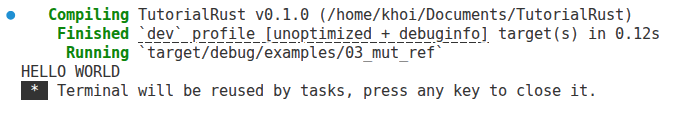 Compiling TutorialRust v0.1.0 (/home/khoi/Documents/TutorialRust)
Finished `dev` profile [unoptimized + debuginfo] target(s) in 0.12s
Running `target/debug/examples/03_mut_ref`
HELLO WORLD
* Terminal will be reused by tasks, press any key to close it.